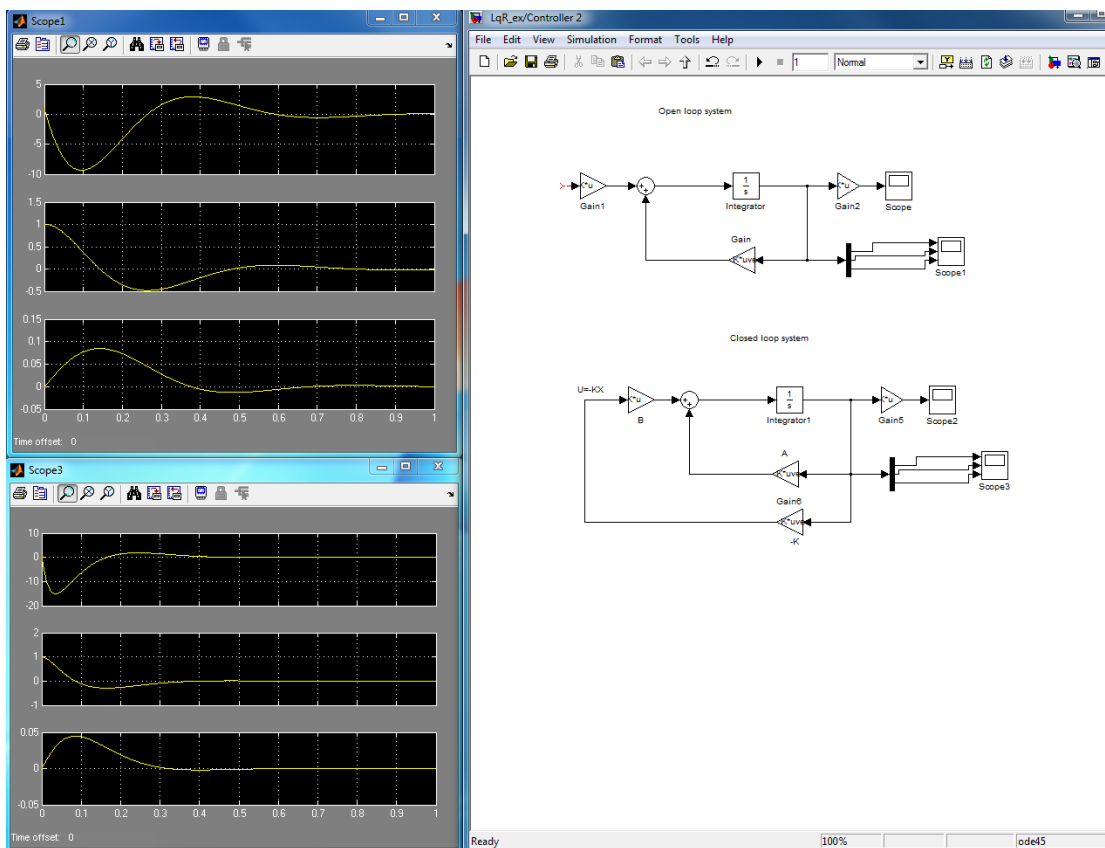 Scope1
5
0
-5
-10
1.5
1
0.5
0
-0.5
0.15
0.1
0.05
0
-0.05
0 0.1 0.2 0.3 0.4 0.5 0.6 0.7 0.8 0.9 1
Time offset: 0
Scope3
10
0
-10
-20
2
1
0
-1
0.05
0
-0.05
0 0.1 0.2 0.3 0.4 0.5 0.6 0.7 0.8 0.9 1
Time offset: 0
LqR_ex/Controller 2
File Edit View Simulation Format Tools Help
1 Normal
Open loop system
K*u
Gain1
+
+
1
s
Integrator
K*u
Gain2
Scope
Gain
K*uve
Scope1
Closed loop system
U=-KX
K*u
B
+
+
1
s
Integrator1
K*u
Gain5
Scope2
A
K*uve
Scope3
Gain6
K*uve
-K
Ready 100% ode45